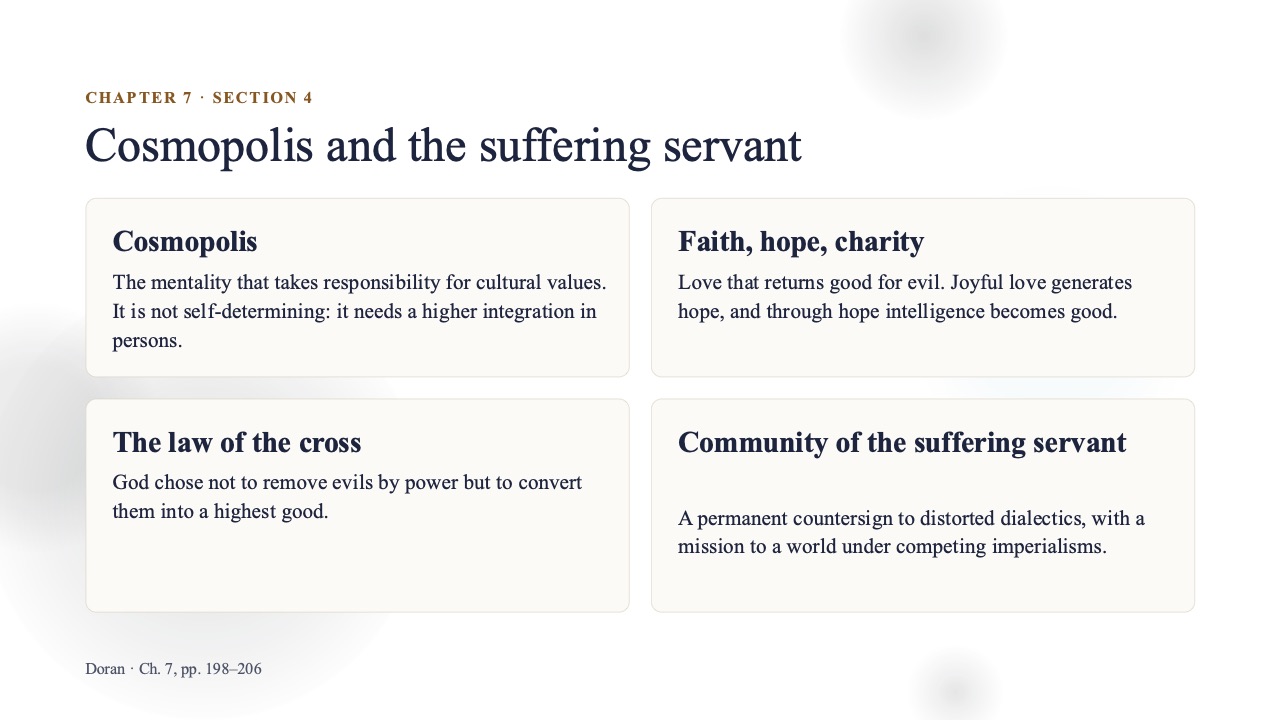 CHAPTER 7 · SECTION 4
Cosmopolis and the suffering servant
Cosmopolis
The mentality that takes responsibility for cultural values.
It is not self-determining: it needs a higher integration in
persons.
Faith, hope, charity
Love that returns good for evil. Joyful love generates
hope, and through hope intelligence becomes good.
The law of the cross
God chose not to remove evils by power but to convert
them into a highest good.
Community of the suffering servant
A permanent countersign to distorted dialectics, with a
mission to a world under competing imperialisms.
Doran · Ch. 7, pp. 198–206